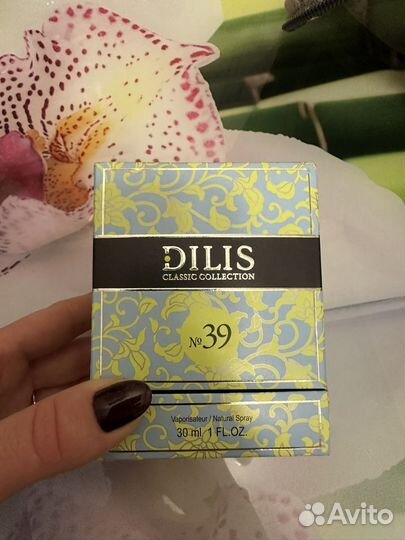 DILIS
CLASSIC COLLECTION
№39
Vaporisateur / Natural Spray
30 ml 1 FL.OZ.
Avito